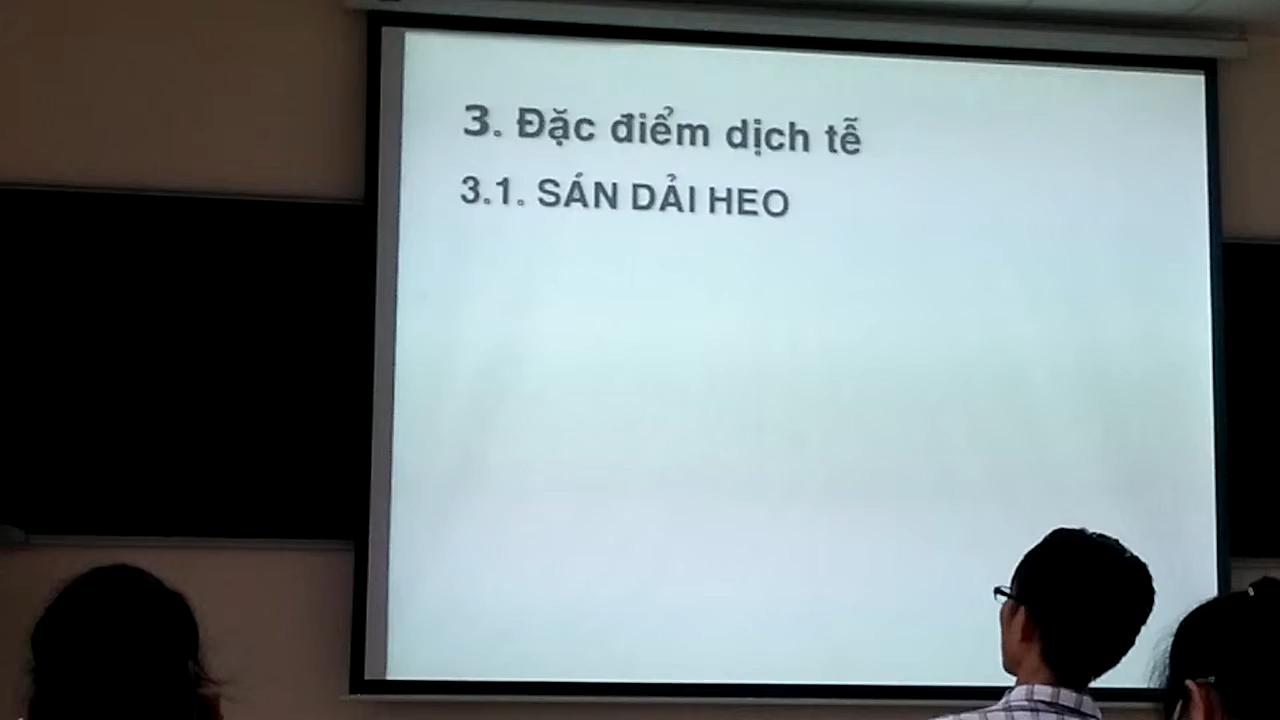 3. Đặc điểm dịch tễ
3.1. SÁN DẢI HEO